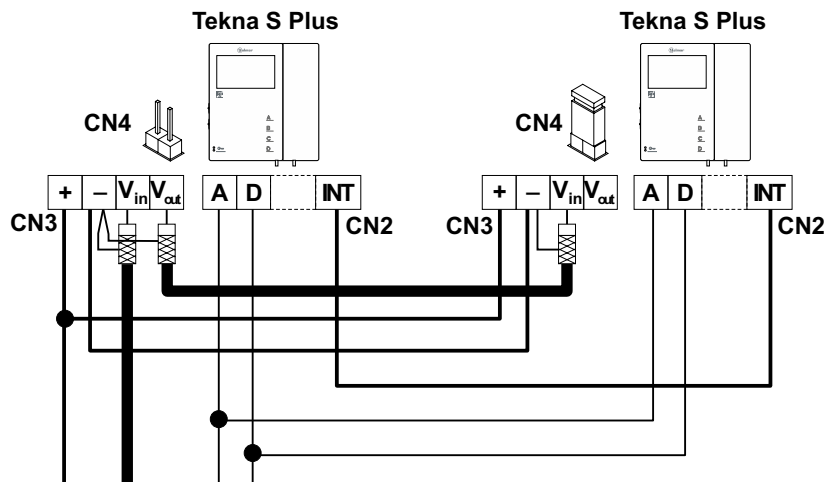 Tekna S Plus
Tekna S Plus
CN4
A
B
C
D
CN4
A
B
C
D
+ – Vin Vout
A D INT
+ – Vin Vout
A D INT
CN3
CN2
CN3
CN2